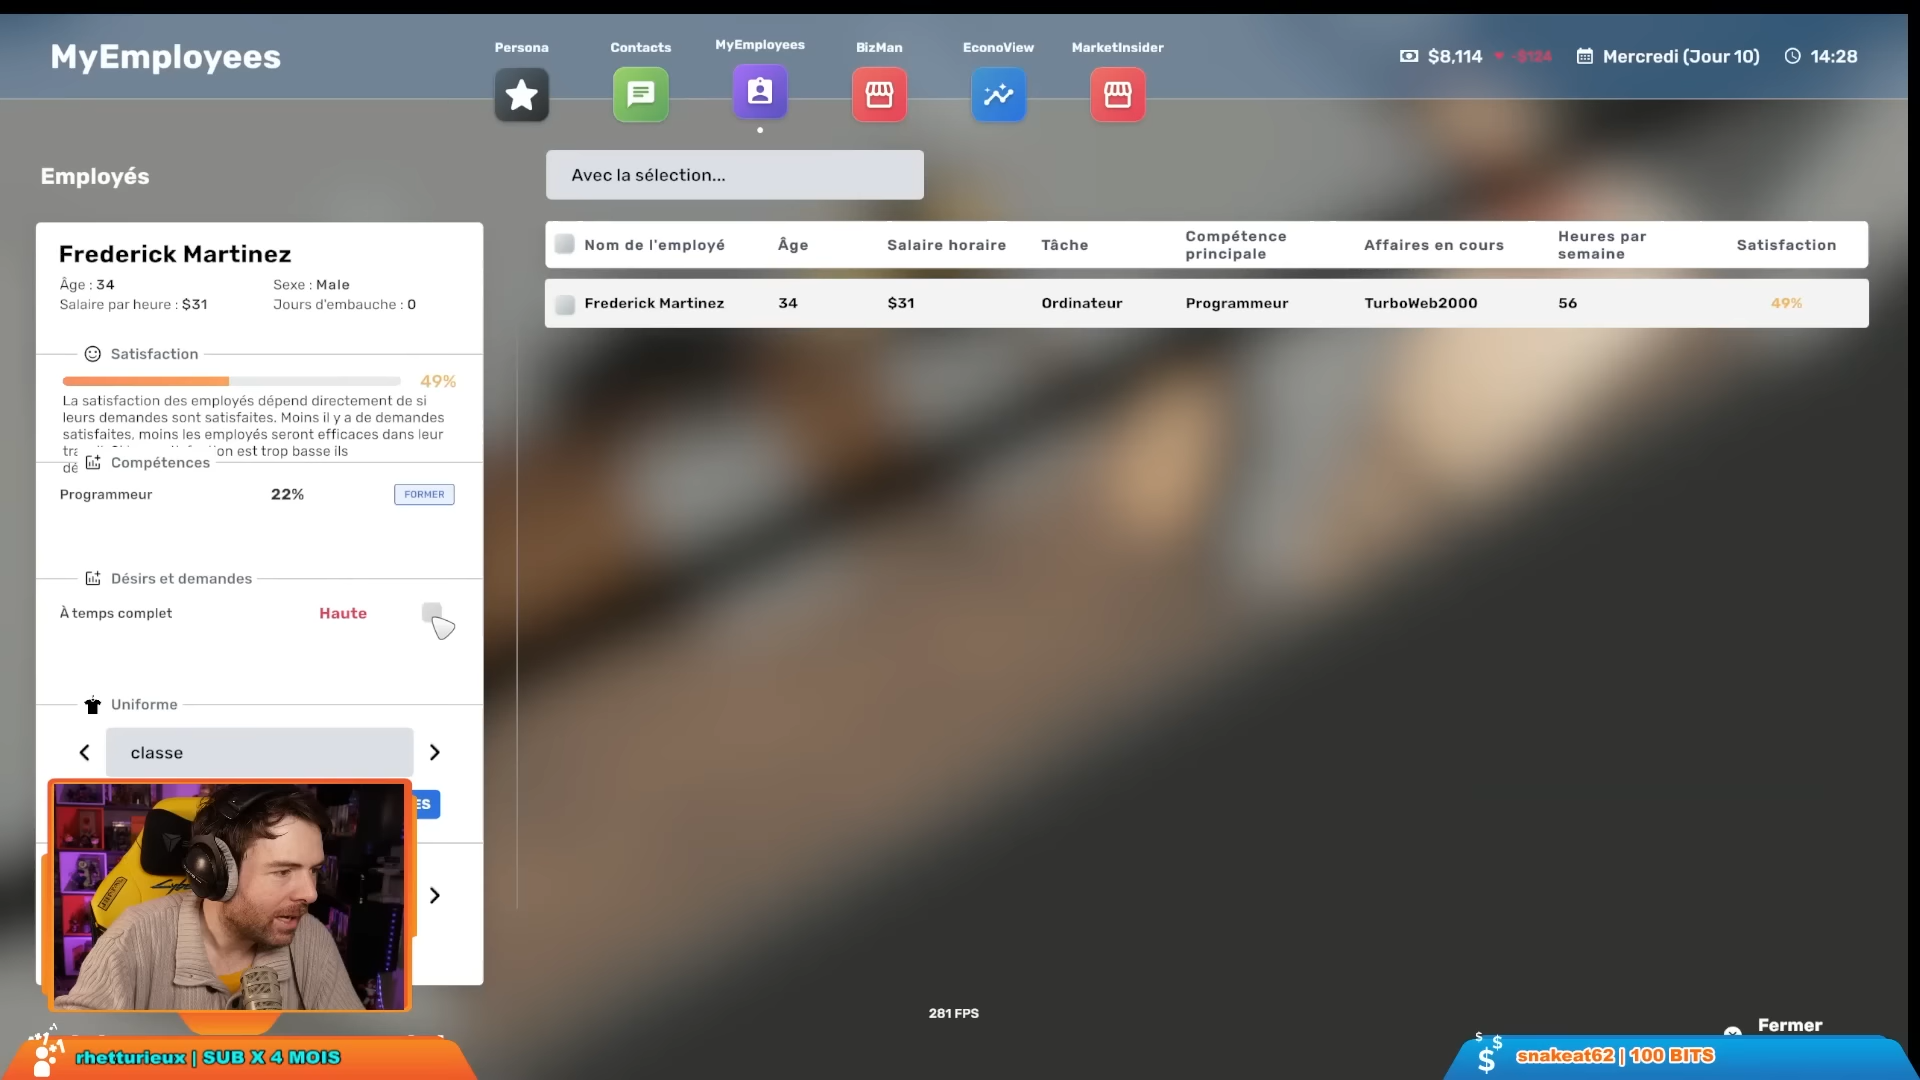 MyEmployees
Persona
Contacts
MyEmployees
BizMan
EconoView
MarketInsider
$8,114
-$124
Mercredi (Jour 10)
14:28
Employés
Avec la sélection...
Frederick Martinez
Âge : 34
Sexe : Male
Salaire par heure : $31
Jours d'embauche : 0
Satisfaction
49%
La satisfaction des employés dépend directement de si
leurs demandes sont satisfaites. Moins il y a de demandes
satisfaites, moins les employés seront efficaces dans leur
est trop basse ils
Compétences
Programmeur
22%
FORMER
Désirs et demandes
À temps complet
Haute
Uniforme
classe
Nom de l'employé
Âge
Salaire horaire
Tâche
Compétence
principale
Affaires en cours
Heures par
semaine
Satisfaction
Frederick Martinez
34
$31
Ordinateur
Programmeur
TurboWeb2000
56
49%
281 FPS
Fermer
rhetturieux | SUB X 4 MOIS
snakeat62 | 100 BITS